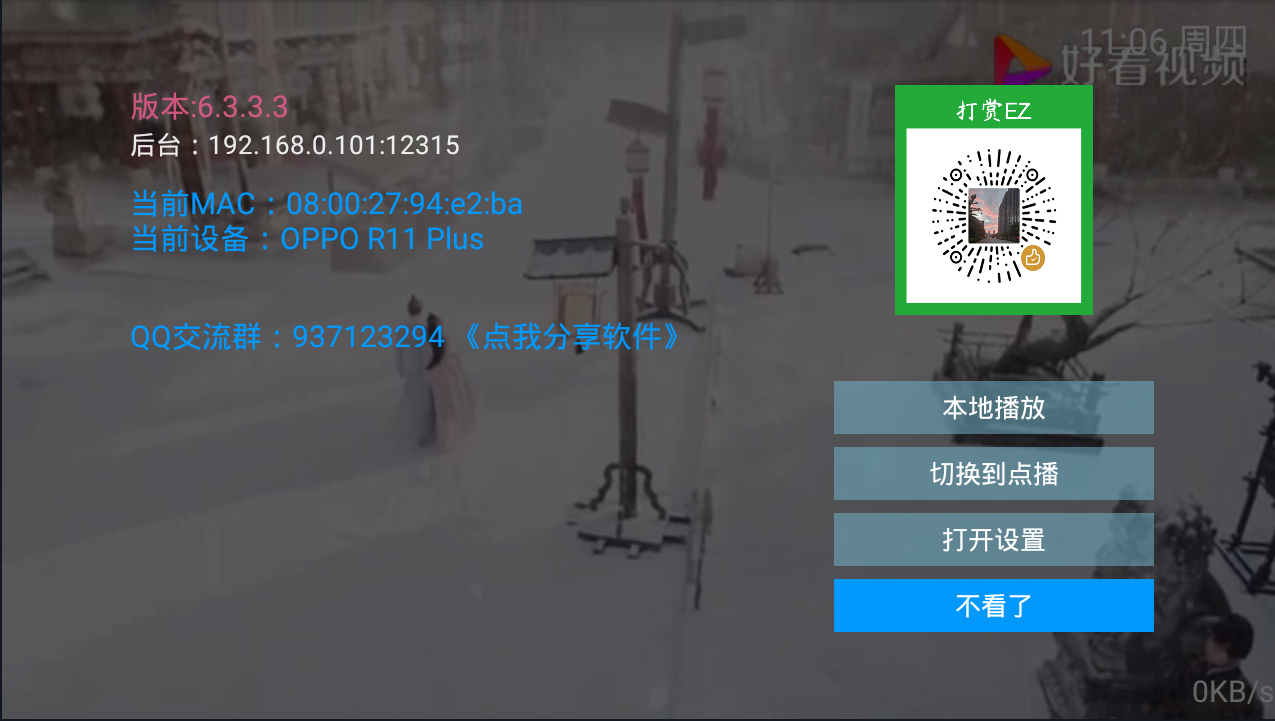 11:06 周四
好看视频
版本:6.3.3.3
后台：192.168.0.101:12315
当前MAC：08:00:27:94:e2:ba
当前设备：OPPO R11 Plus
QQ交流群：937123294 《点我分享软件》
打赏EZ
本地播放
切换到点播
打开设置
不看了
0KB/s